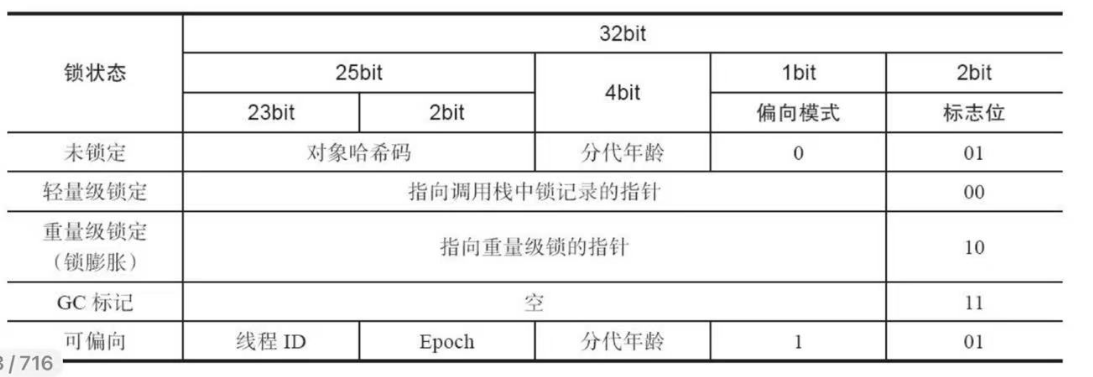 锁状态
32bit
25bit
4bit
1bit
2bit
23bit
2bit
偏向模式
标志位
未锁定
对象哈希码
分代年龄
0
01
轻量级锁定
指向调用栈中锁记录的指针
00
重量级锁定
（锁膨胀）
指向重量级锁的指针
10
GC 标记
空
11
可偏向
线程 ID
Epoch
分代年龄
1
01
/ 716